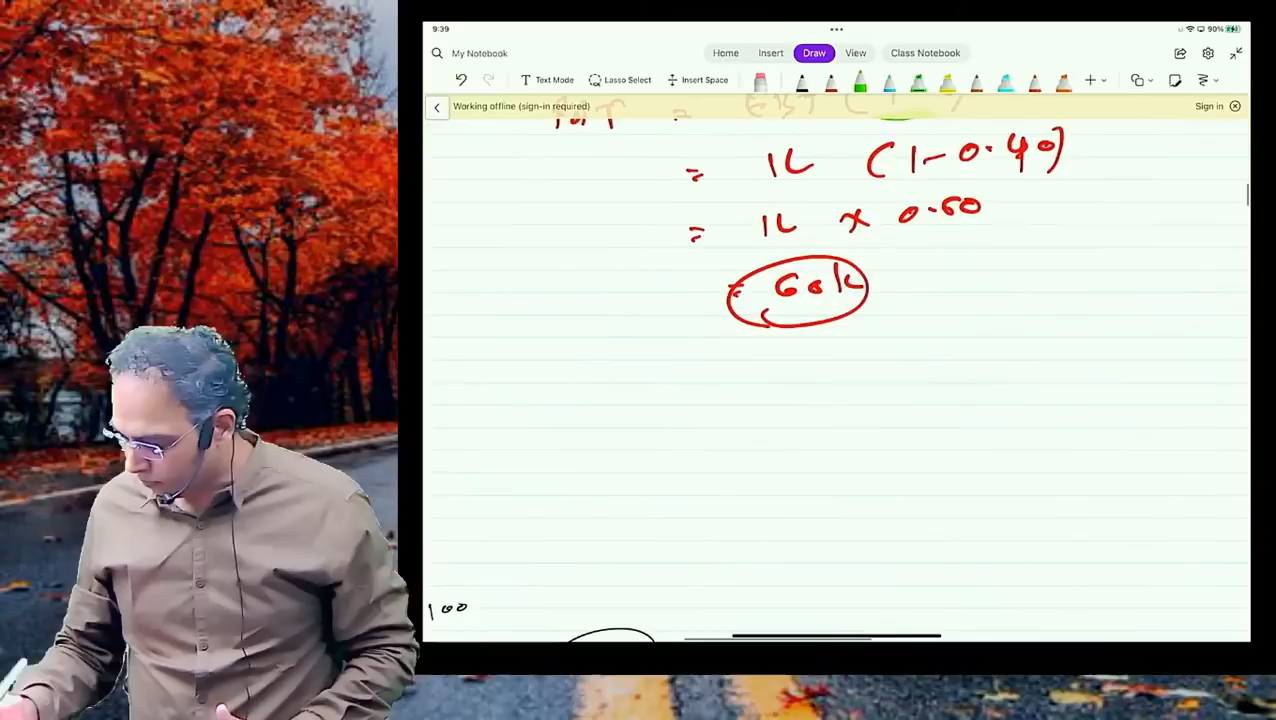 9:39
90%
My Notebook
Home Insert Draw View Class Notebook
Text Mode Lasso Select Insert Space
Working offline (sign-in required) Sign in
= 1L (1-0.40)
= 1L x 0.60
= 60k
100